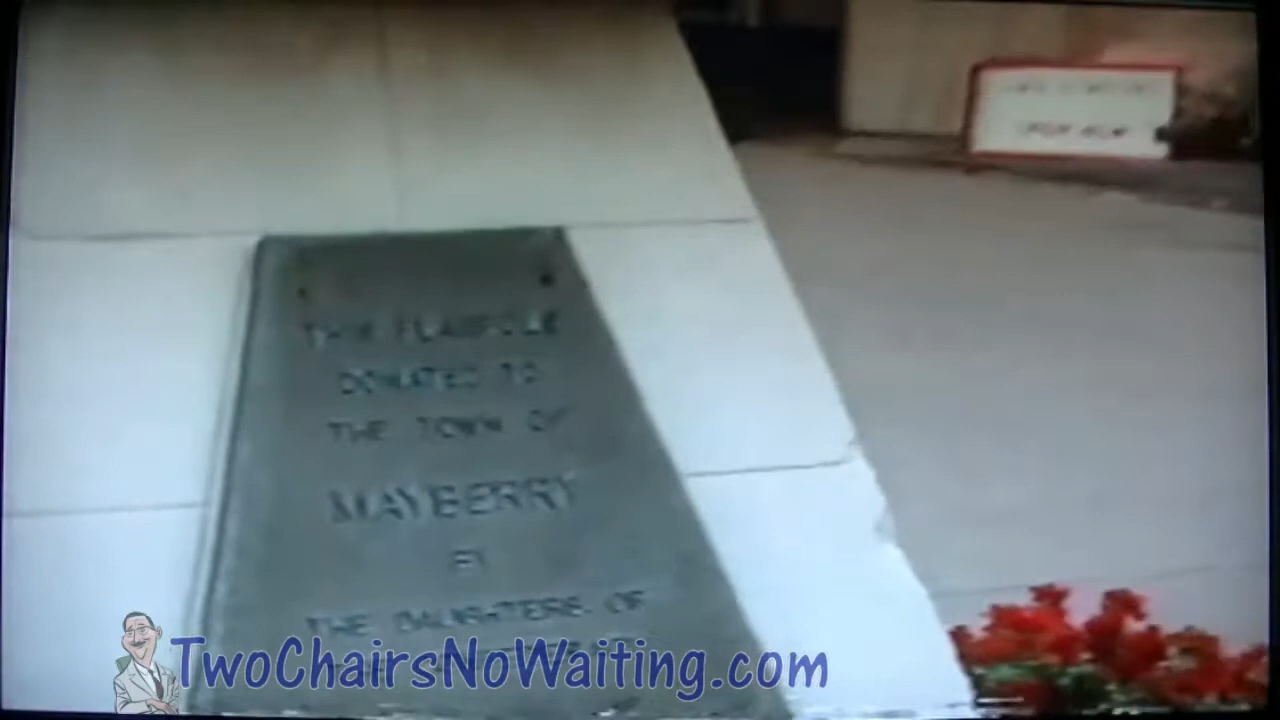 THIS FLAGPOLE
DONATED TO
THE TOWN OF
MAYBERRY
BY
THE DAUGHTERS OF
TwoChairsNoWaiting.com